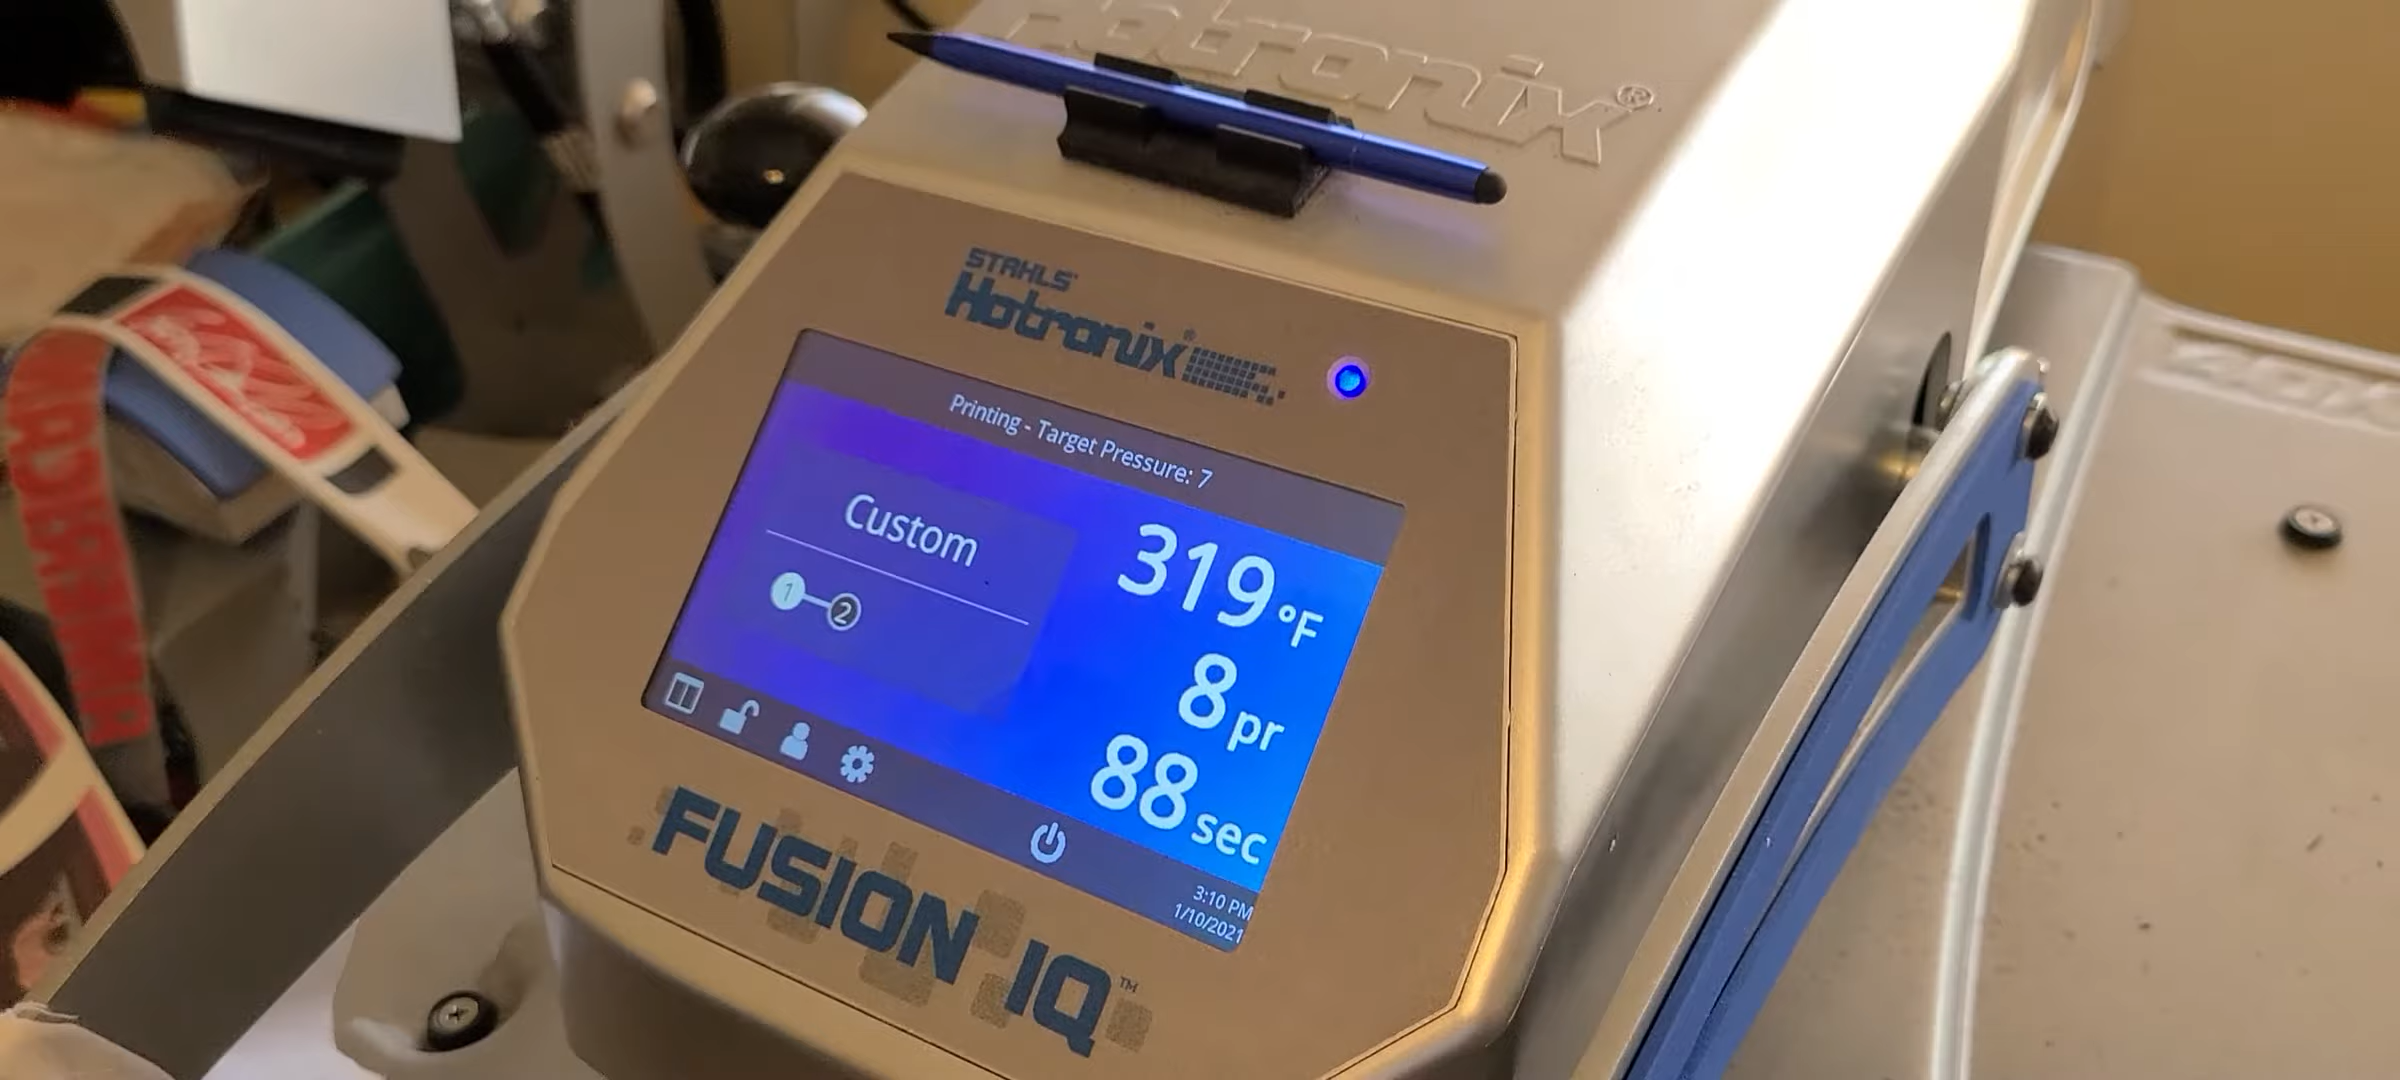 Hotronix®
STAHLS'
Hotronix®
Printing - Target Pressure: 7
Custom
1 2
319 °F
8 pr
88 sec
3:10 PM
1/10/2021
FUSION IQ™